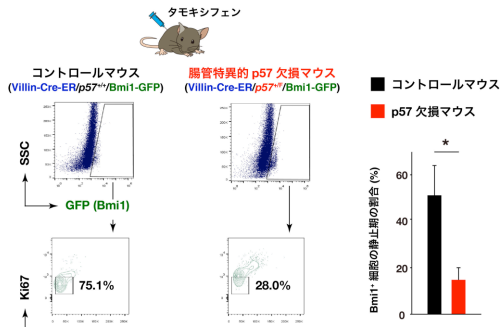 タモキシフェン
コントロールマウス
(Villin-Cre-ER/p57+/+/Bmi1-GFP)
腸管特異的 p57 欠損マウス
(Villin-Cre-ER/p57+/fl/Bmi1-GFP)
SSC
GFP (Bmi1)
Ki67
75.1%
28.0%
コントロールマウス
p57 欠損マウス
Bmi1+ 細胞の静止期の割合 (%)
*
60
40
20
0